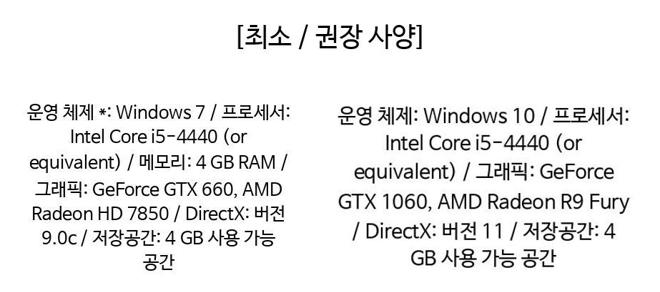 [최소 / 권장 사양]
운영 체제 *: Windows 7 / 프로세서:
Intel Core i5-4440 (or
equivalent) / 메모리: 4 GB RAM /
그래픽: GeForce GTX 660, AMD
Radeon HD 7850 / DirectX: 버전
9.0c / 저장공간: 4 GB 사용 가능
공간
운영 체제: Windows 10 / 프로세서:
Intel Core i5-4440 (or
equivalent) / 그래픽: GeForce
GTX 1060, AMD Radeon R9 Fury
/ DirectX: 버전 11 / 저장공간: 4
GB 사용 가능 공간